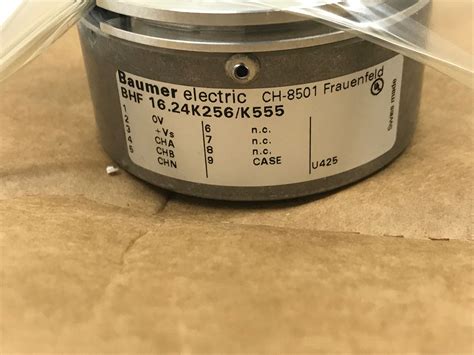 Baumer electric CH-8501 Frauenfeld
BHF 16.24K256/K555
1 0V 6 n.c.
2 +Vs 7 n.c.
3 CHA 8 n.c.
4 CHB 9 CASE
5 CHN
U425
Swiss made